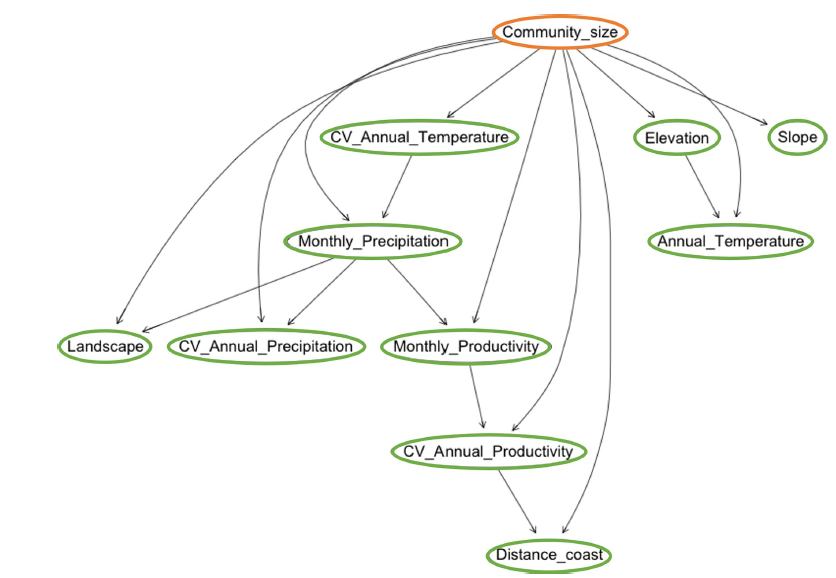 Community_size
CV_Annual_Temperature
Elevation
Slope
Monthly_Precipitation
Annual_Temperature
Landscape
CV_Annual_Precipitation
Monthly_Productivity
CV_Annual_Productivity
Distance_coast